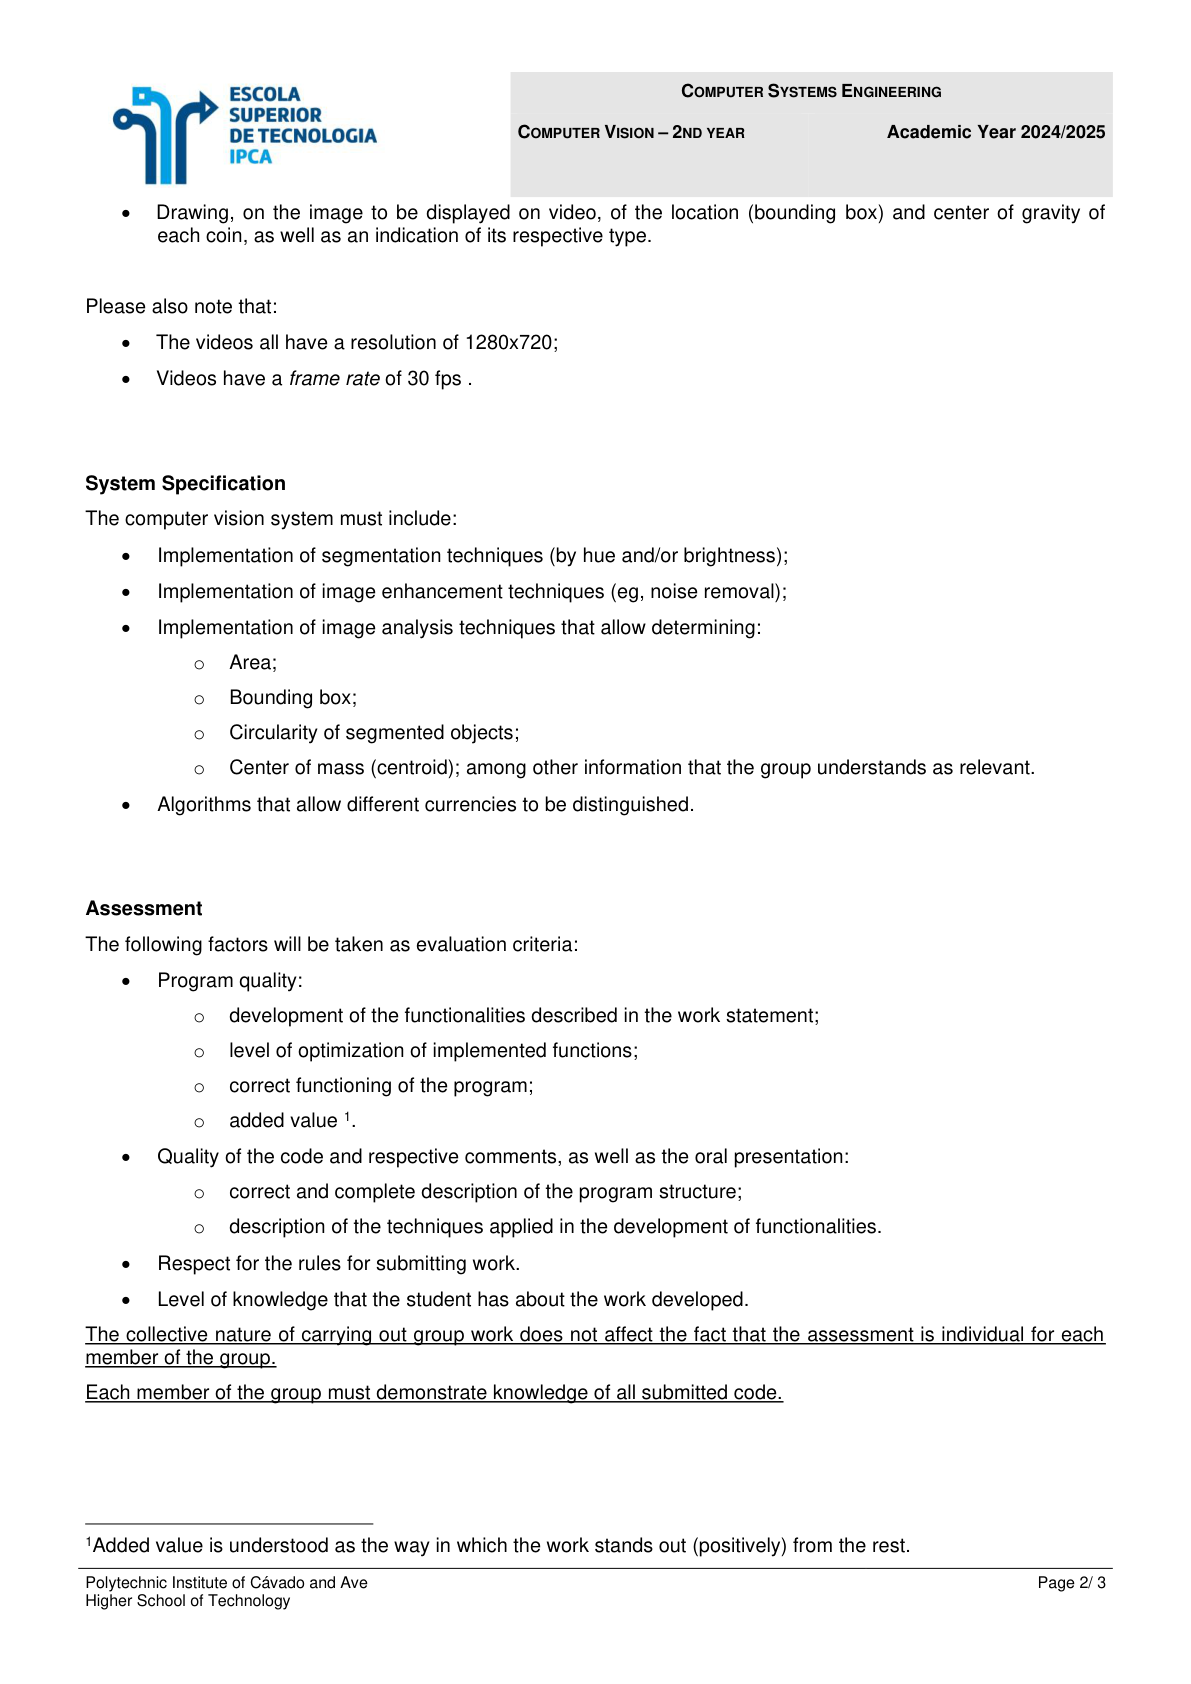 ESCOLA
SUPERIOR
DE TECNOLOGIA
IPCA
COMPUTER SYSTEMS ENGINEERING
COMPUTER VISION – 2ND YEAR Academic Year 2024/2025
• Drawing, on the image to be displayed on video, of the location (bounding box) and center of gravity of
each coin, as well as an indication of its respective type.
Please also note that:
• The videos all have a resolution of 1280x720;
• Videos have a frame rate of 30 fps .
System Specification
The computer vision system must include:
• Implementation of segmentation techniques (by hue and/or brightness);
• Implementation of image enhancement techniques (eg, noise removal);
• Implementation of image analysis techniques that allow determining:
o Area;
o Bounding box;
o Circularity of segmented objects;
o Center of mass (centroid); among other information that the group understands as relevant.
• Algorithms that allow different currencies to be distinguished.
Assessment
The following factors will be taken as evaluation criteria:
• Program quality:
o development of the functionalities described in the work statement;
o level of optimization of implemented functions;
o correct functioning of the program;
o added value ¹.
• Quality of the code and respective comments, as well as the oral presentation:
o correct and complete description of the program structure;
o description of the techniques applied in the development of functionalities.
• Respect for the rules for submitting work.
• Level of knowledge that the student has about the work developed.
The collective nature of carrying out group work does not affect the fact that the assessment is individual for each
member of the group.
Each member of the group must demonstrate knowledge of all submitted code.
¹Added value is understood as the way in which the work stands out (positively) from the rest.
Polytechnic Institute of Cávado and Ave Page 2/ 3
Higher School of Technology